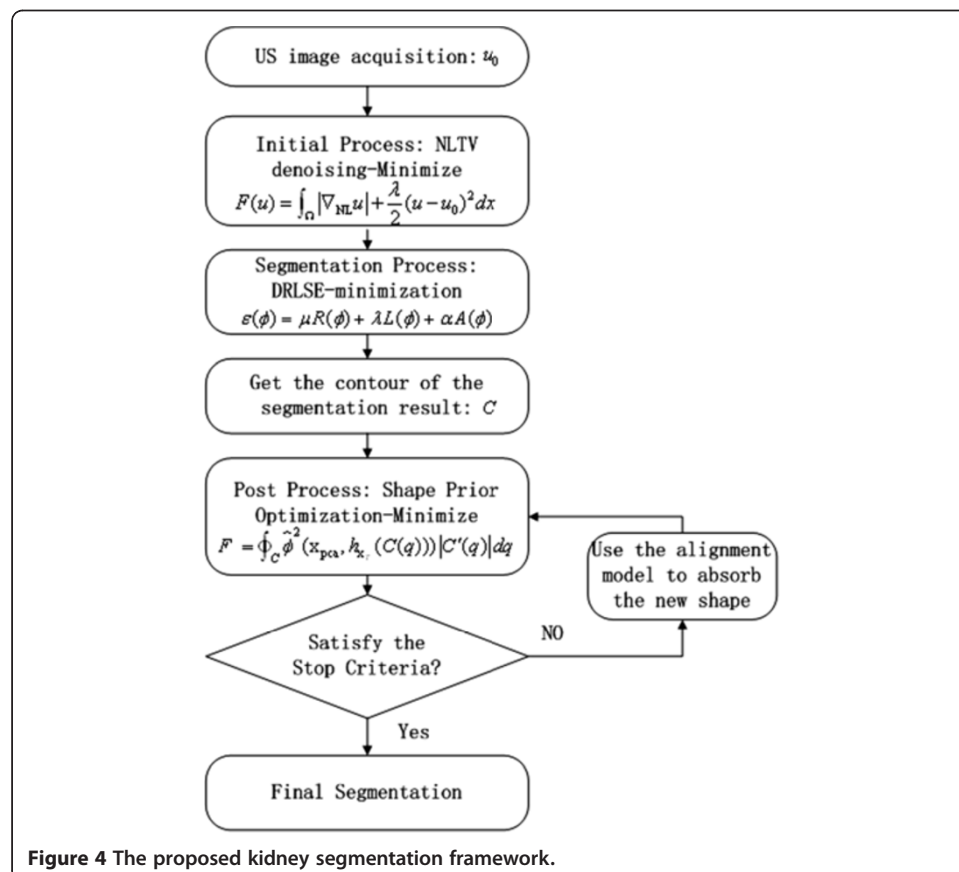 US image acquisition: u₀
Initial Process: NLTV
denoising-Minimize
F(u) = ∫_Ω |∇_NL u| + λ/2 (u − u₀)² dx
Segmentation Process:
DRLSE-minimization
ε(ϕ) = μR(ϕ) + λL(ϕ) + αA(ϕ)
Get the contour of the
segmentation result: C
Post Process: Shape Prior
Optimization-Minimize
F = ∮_C ϕ̂²(x_pca, h_{x_r}(C(q)))|C′(q)|dq
Use the alignment
model to absorb
the new shape
Satisfy the
Stop Criteria?
NO
Yes
Final Segmentation
Figure 4 The proposed kidney segmentation framework.